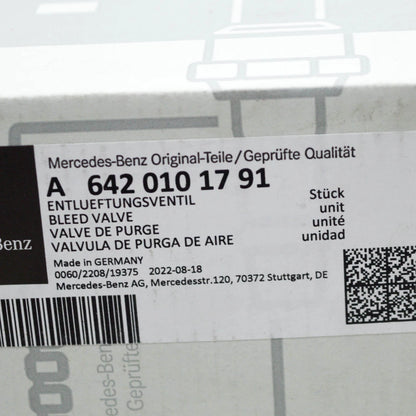 Mercedes-Benz Original-Teile/Geprüfte Qualität
A 642 010 17 91
ENTLUEFTUNGSVENTIL
BLEED VALVE
VALVE DE PURGE
VALVULA DE PURGA DE AIRE
Stück
unit
unité
unidad
Benz
Made in GERMANY
0060/2208/19375 2022-08-18
Mercedes-Benz AG, Mercedesstr.120, 70372 Stuttgart, DE